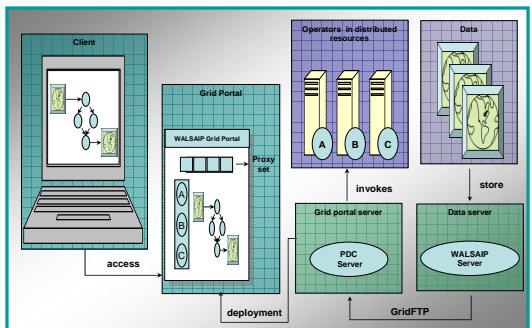 Client
Grid Portal
WALSAIP Grid Portal
Proxy
set
A
B
C
Operators in distributed
resources
A
B
C
Data
invokes
store
Grid portal server
PDC
Server
Data server
WALSAIP
Server
access
deployment
GridFTP